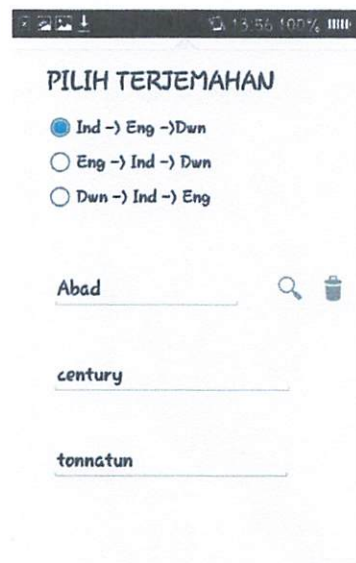 13:56 100%
PILIH TERJEMAHAN
Ind -) Eng -)Dwn
Eng -) Ind -) Dwn
Dwn -) Ind -) Eng
Abad
century
tonnatun